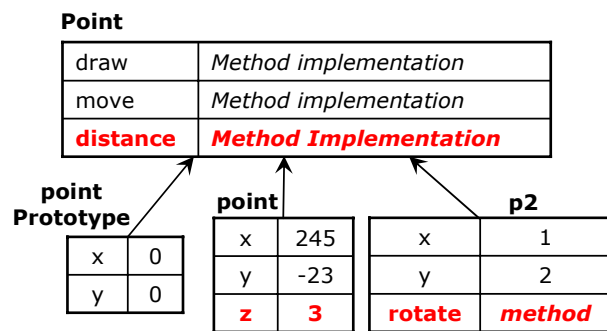 Point
draw Method implementation
move Method implementation
distance Method Implementation
point
Prototype
x 0
y 0
point
x 245
y -23
z 3
p2
x 1
y 2
rotate method